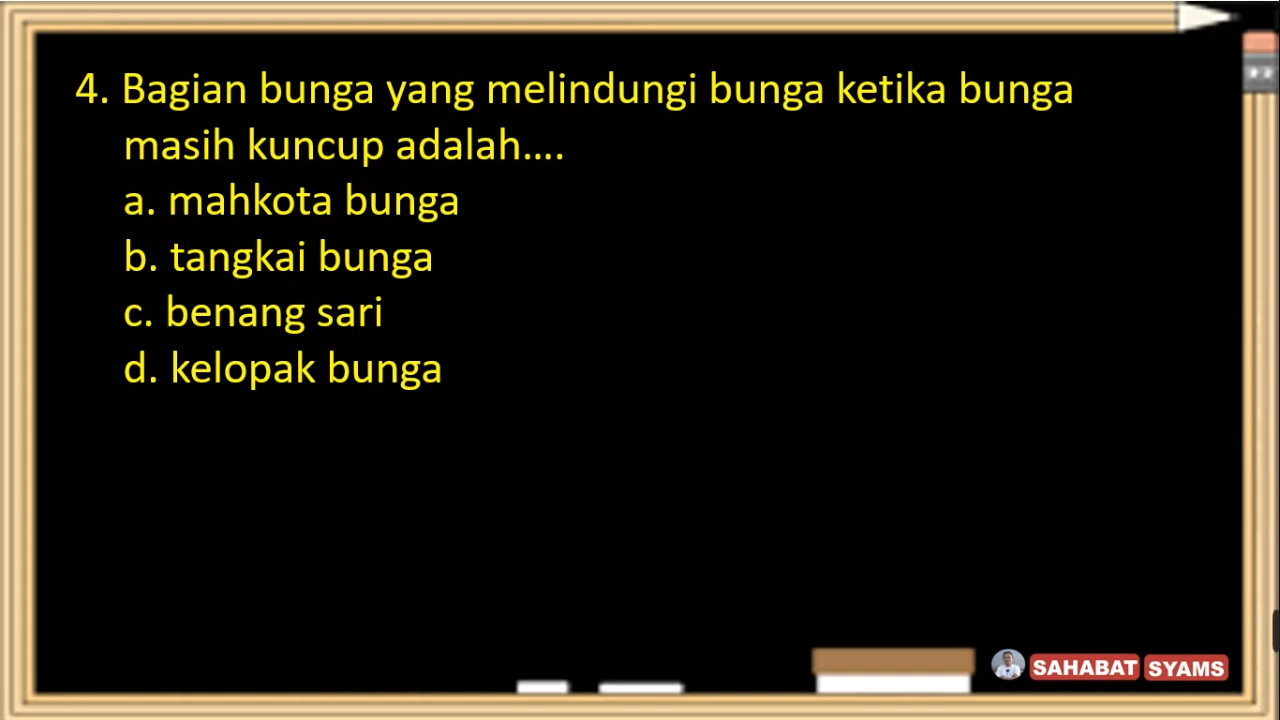 4. Bagian bunga yang melindungi bunga ketika bunga
masih kuncup adalah....
a. mahkota bunga
b. tangkai bunga
c. benang sari
d. kelopak bunga
SAHABAT SYAMS